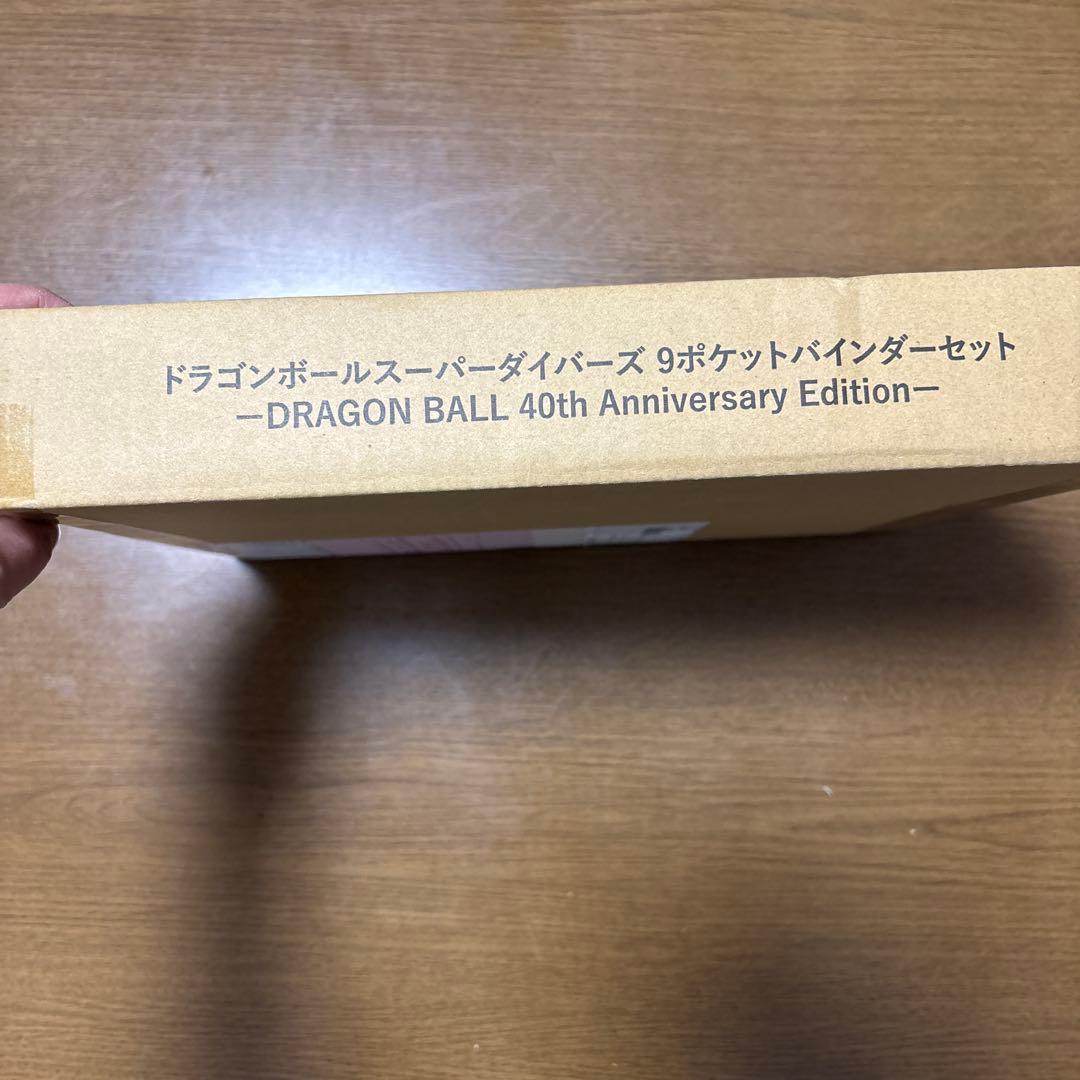 ドラゴンボールスーパーダイバーズ 9ポケットバインダーセット
ーDRAGON BALL 40th Anniversary Editionー